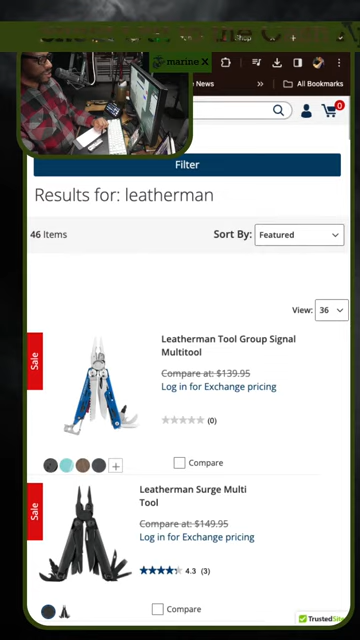 Shop
marine X
News
All Bookmarks
0
Filter
Results for: leatherman
46 Items
Sort By:
Featured
View:
36
Sale
Leatherman Tool Group Signal
Multitool
Compare at: $139.95
Log in for Exchange pricing
(0)
Compare
Sale
Leatherman Surge Multi
Tool
Compare at: $149.95
Log in for Exchange pricing
4.3 (3)
Compare
TrustedSite